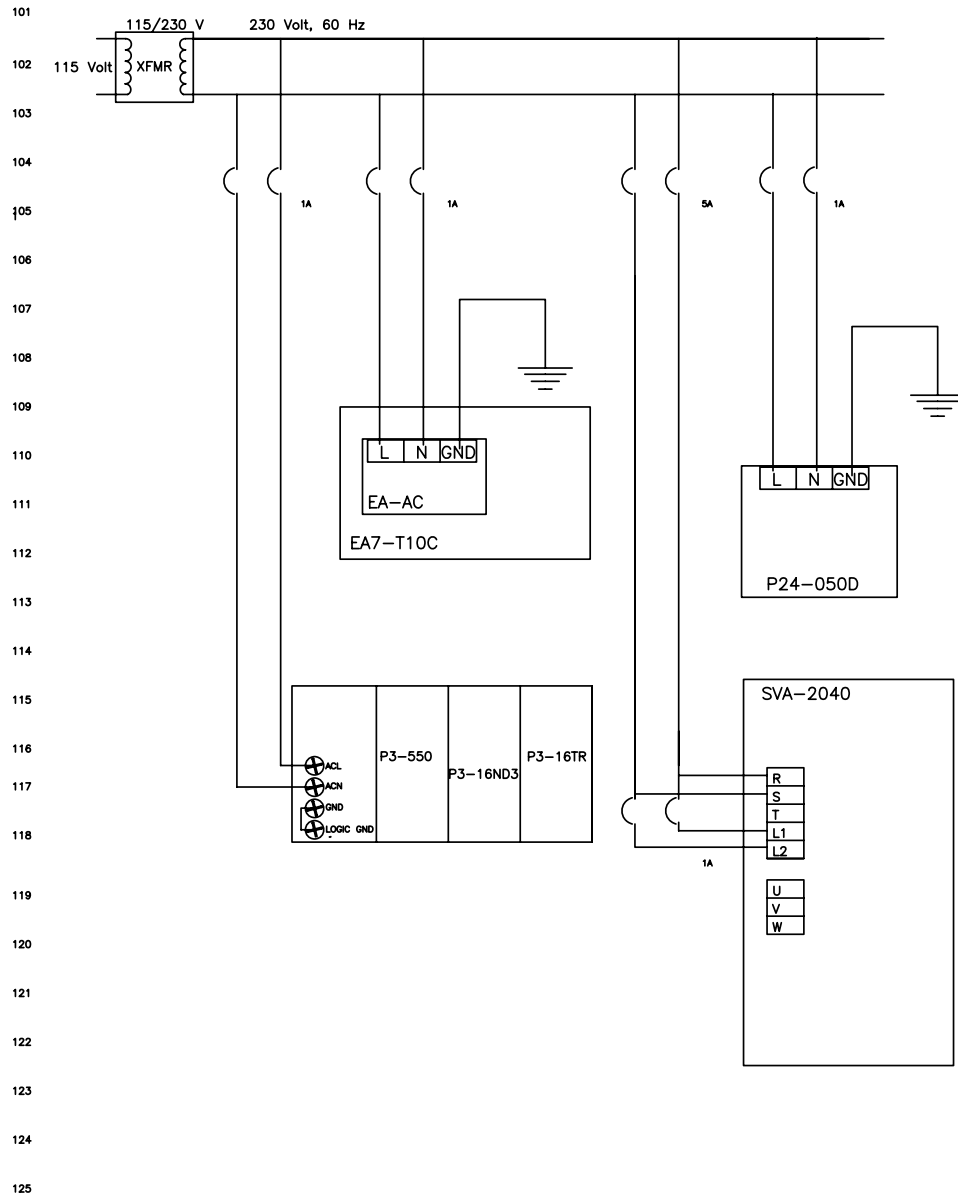 101
115/230 V
230 Volt, 60 Hz
102
115 Volt
XFMR
103
104
1A
1A
5A
1A
105
1
106
107
108
109
110
L N GND
EA-AC
L N GND
111
EA7-T10C
112
P24-050D
113
114
115
SVA-2040
116
P3-550
P3-16ND3
P3-16TR
ACL
R
117
ACN
S
GND
T
118
LOGIC GND
-
L1
L2
1A
119
U
V
W
120
121
122
123
124
125